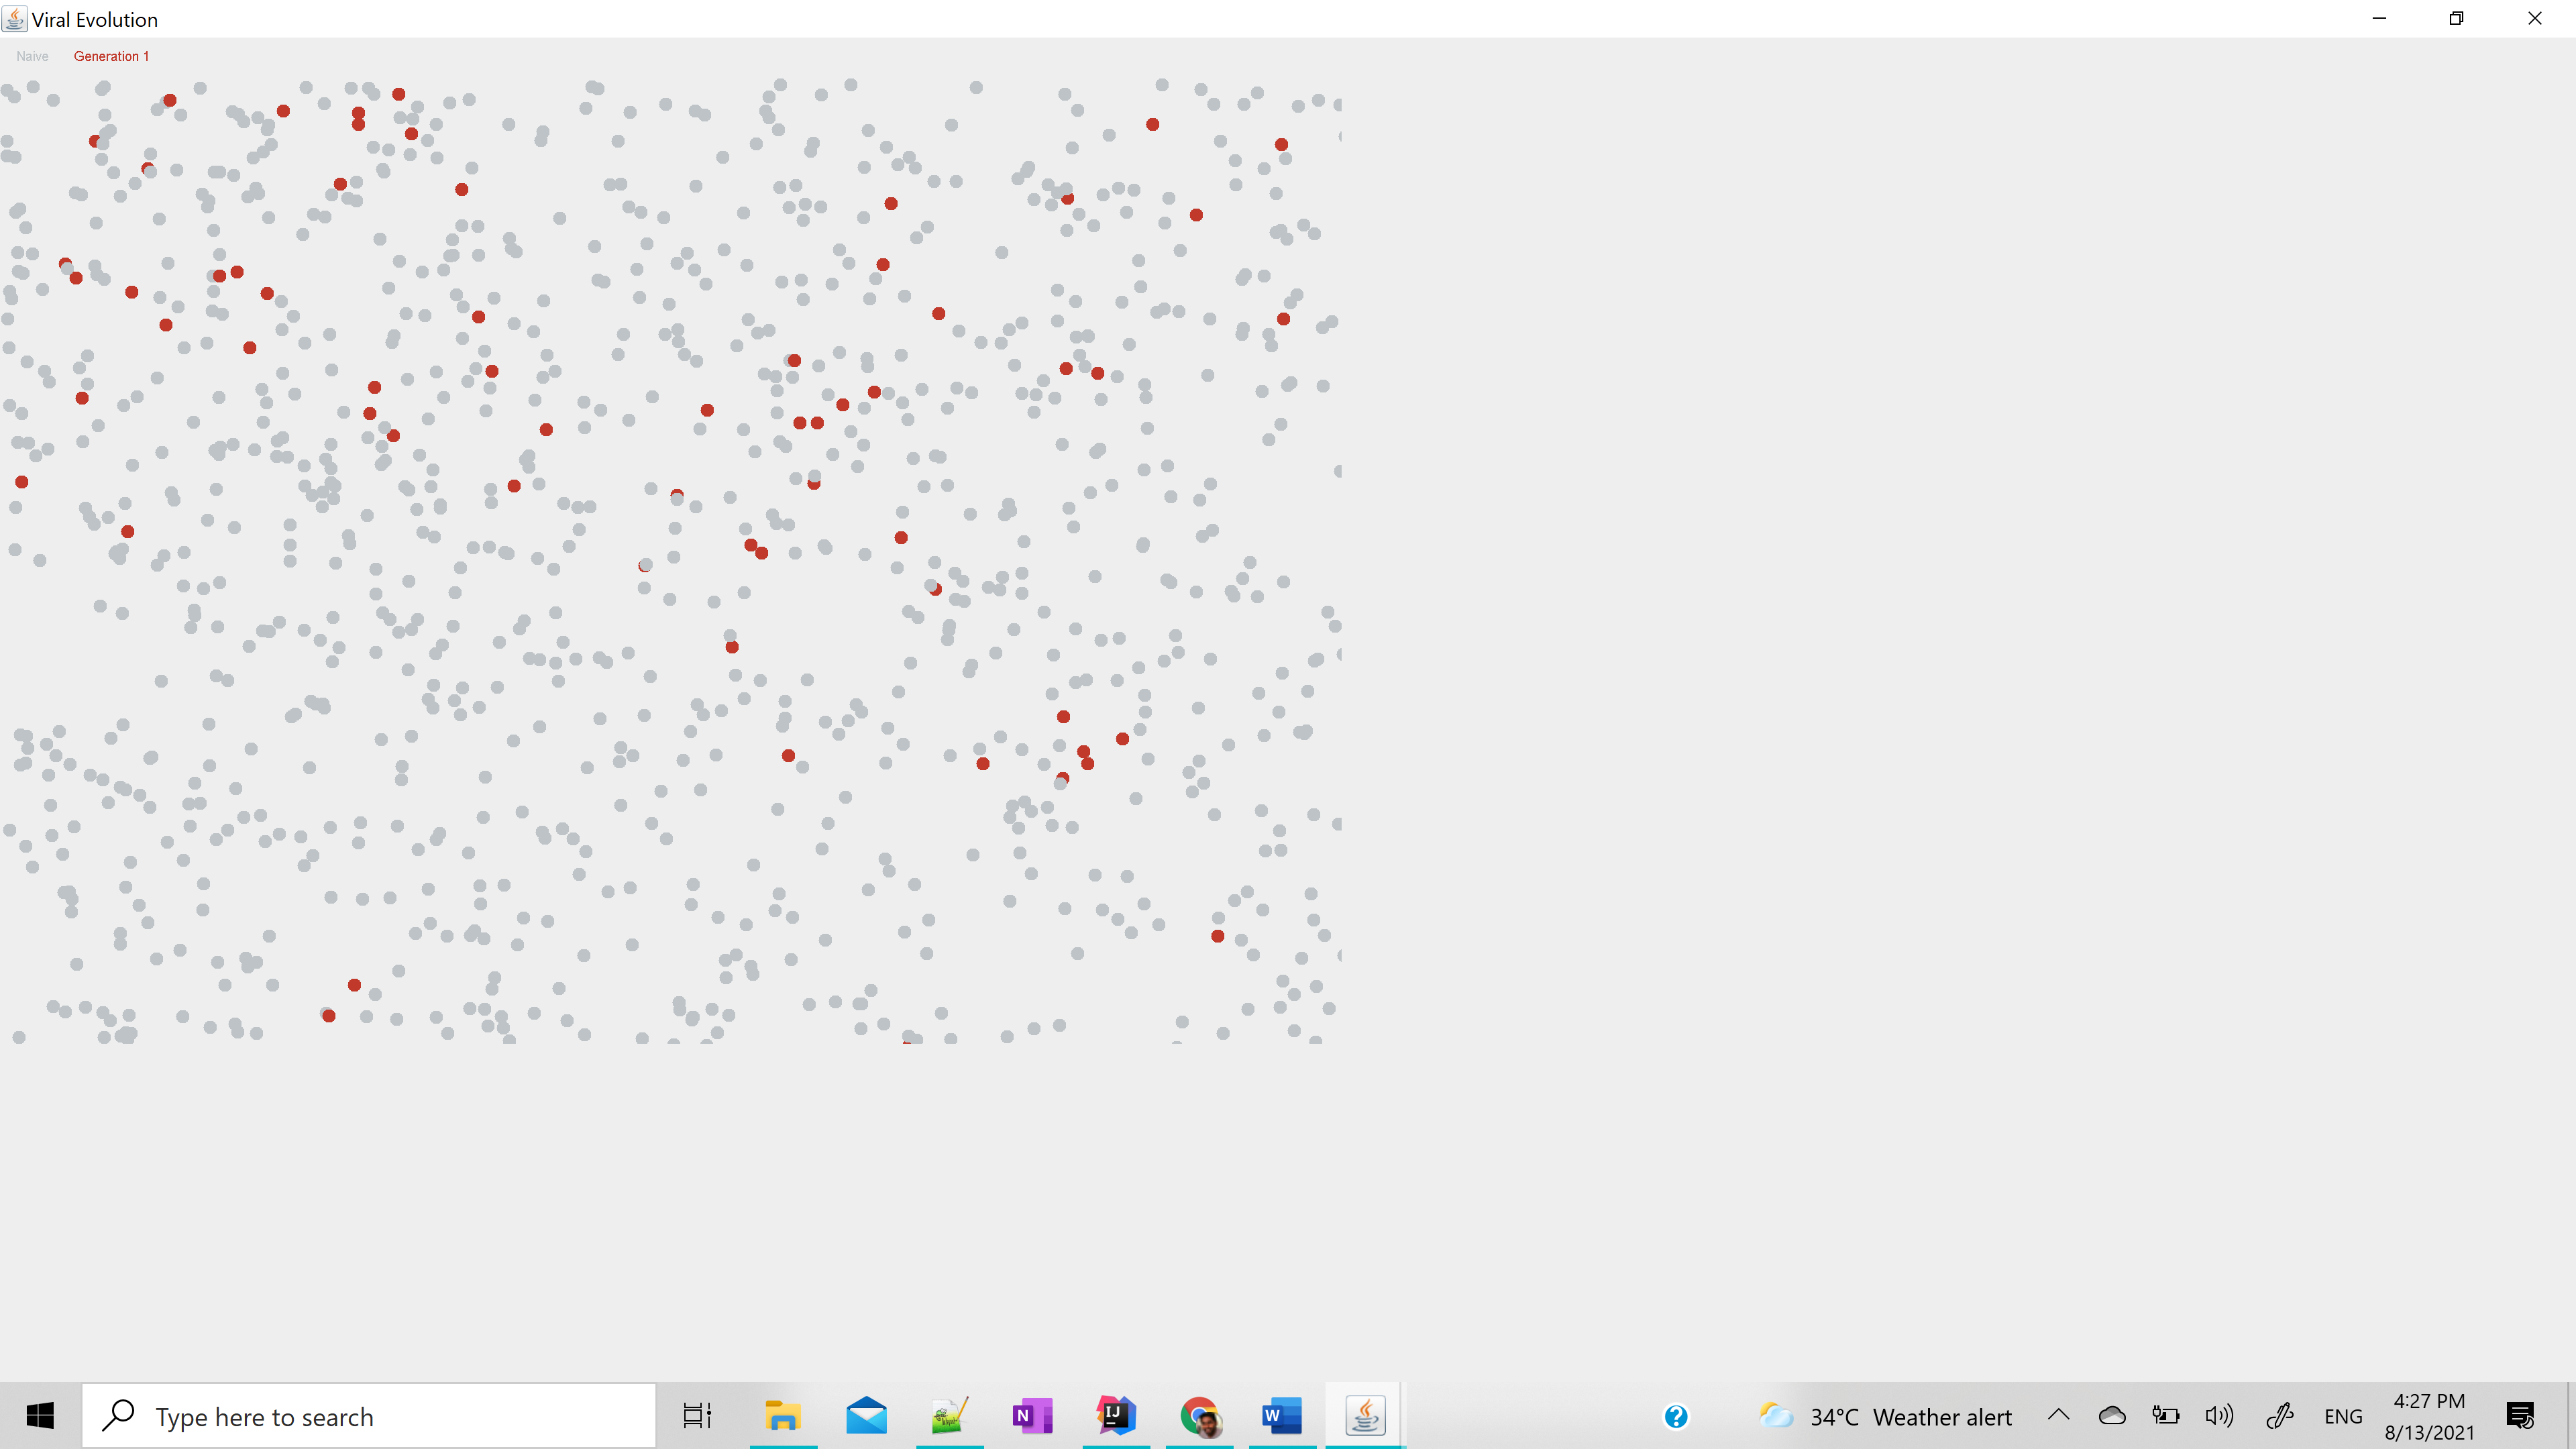 Viral Evolution
Naive Generation 1
Type here to search
N
IJ
W
?
34°C Weather alert
ENG
4:27 PM
8/13/2021